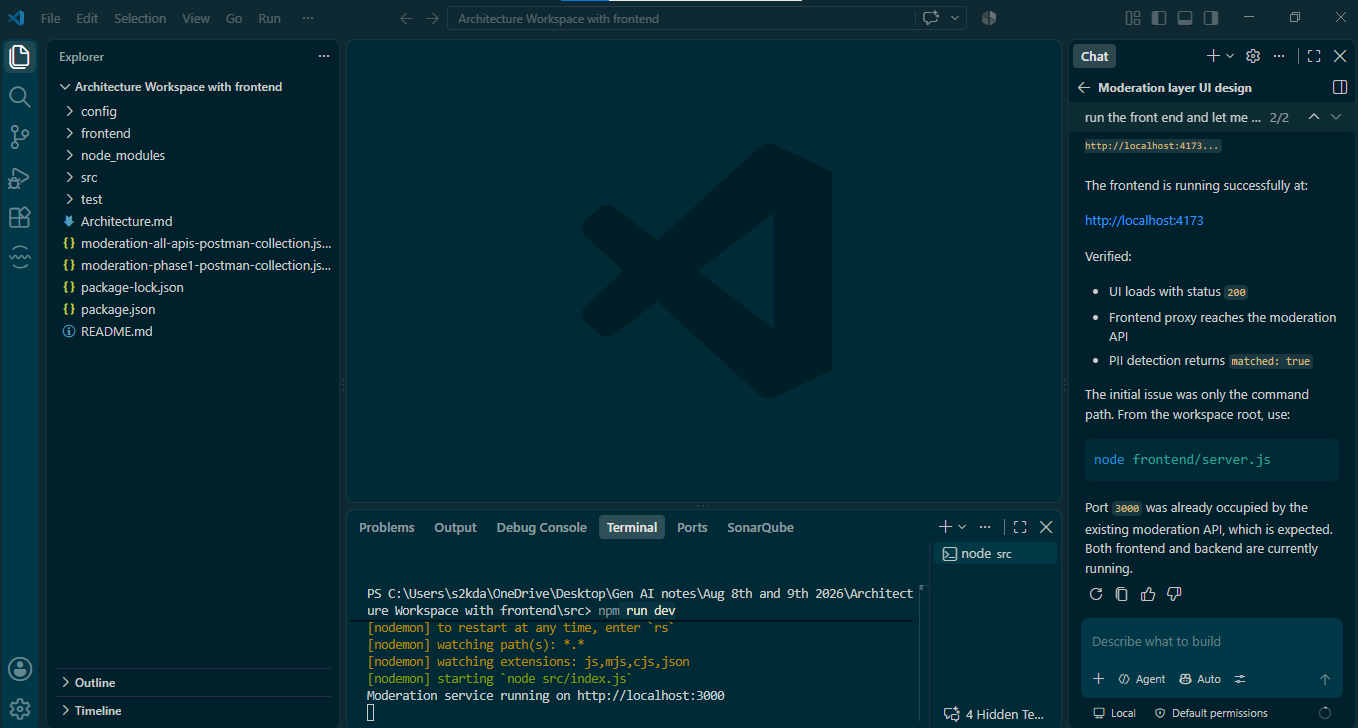 File Edit Selection View Go Run ···
Architecture Workspace with frontend
Explorer
Architecture Workspace with frontend
config
frontend
node_modules
src
test
Architecture.md
{} moderation-all-apis-postman-collection.js...
{} moderation-phase1-postman-collection.js...
{} package-lock.json
{} package.json
README.md
Outline
Timeline
Problems Output Debug Console Terminal Ports SonarQube
node src
PS C:\Users\s2kda\OneDrive\Desktop\Gen AI notes\Aug 8th and 9th 2026\Architect
ure Workspace with frontend\src> npm run dev
[nodemon] to restart at any time, enter `rs`
[nodemon] watching path(s): *.*
[nodemon] watching extensions: js,mjs,cjs,json
[nodemon] starting `node src/index.js`
Moderation service running on http://localhost:3000
4 Hidden Te...
Chat
Moderation layer UI design
run the front end and let me ... 2/2
http://localhost:4173...
The frontend is running successfully at:
http://localhost:4173
Verified:
• UI loads with status 200
• Frontend proxy reaches the moderation
API
• PII detection returns matched: true
The initial issue was only the command
path. From the workspace root, use:
node frontend/server.js
Port 3000 was already occupied by the
existing moderation API, which is expected.
Both frontend and backend are currently
running.
Describe what to build
Agent Auto
Local Default permissions